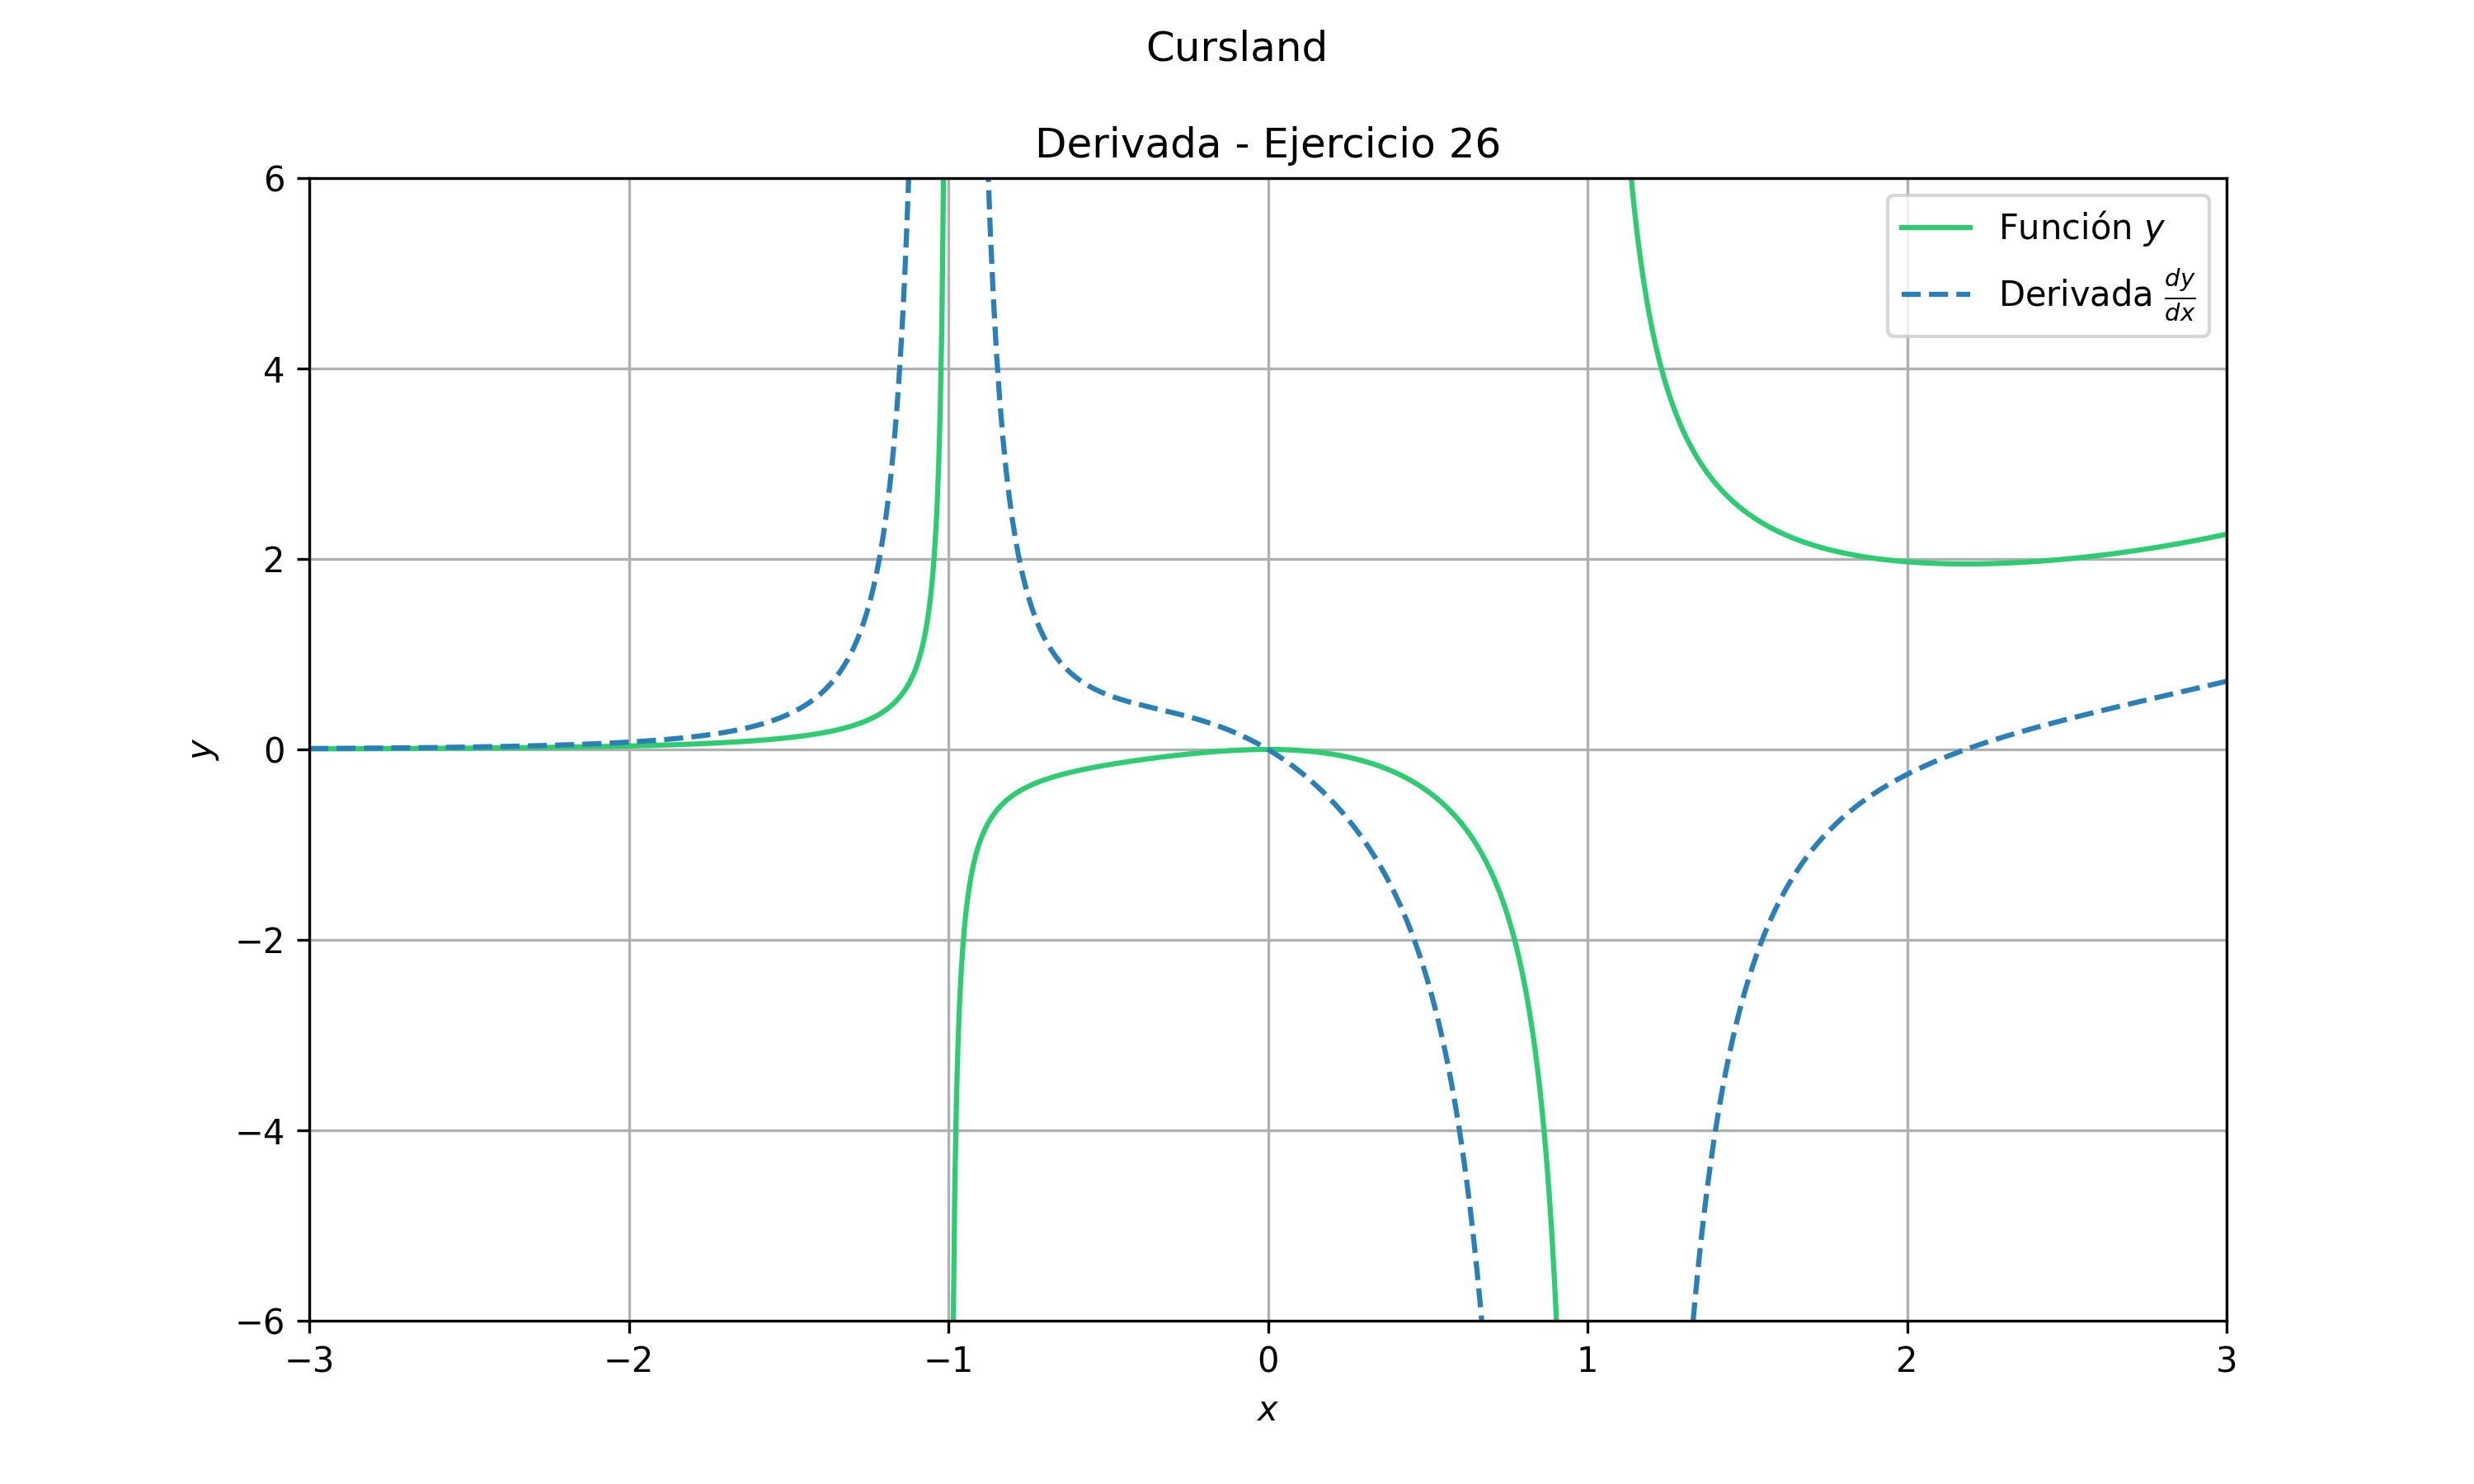 Cursland
Derivada - Ejercicio 26
Función y
Derivada dy/dx
6
4
2
0
−2
−4
−6
y
−3 −2 −1 0 1 2 3
x